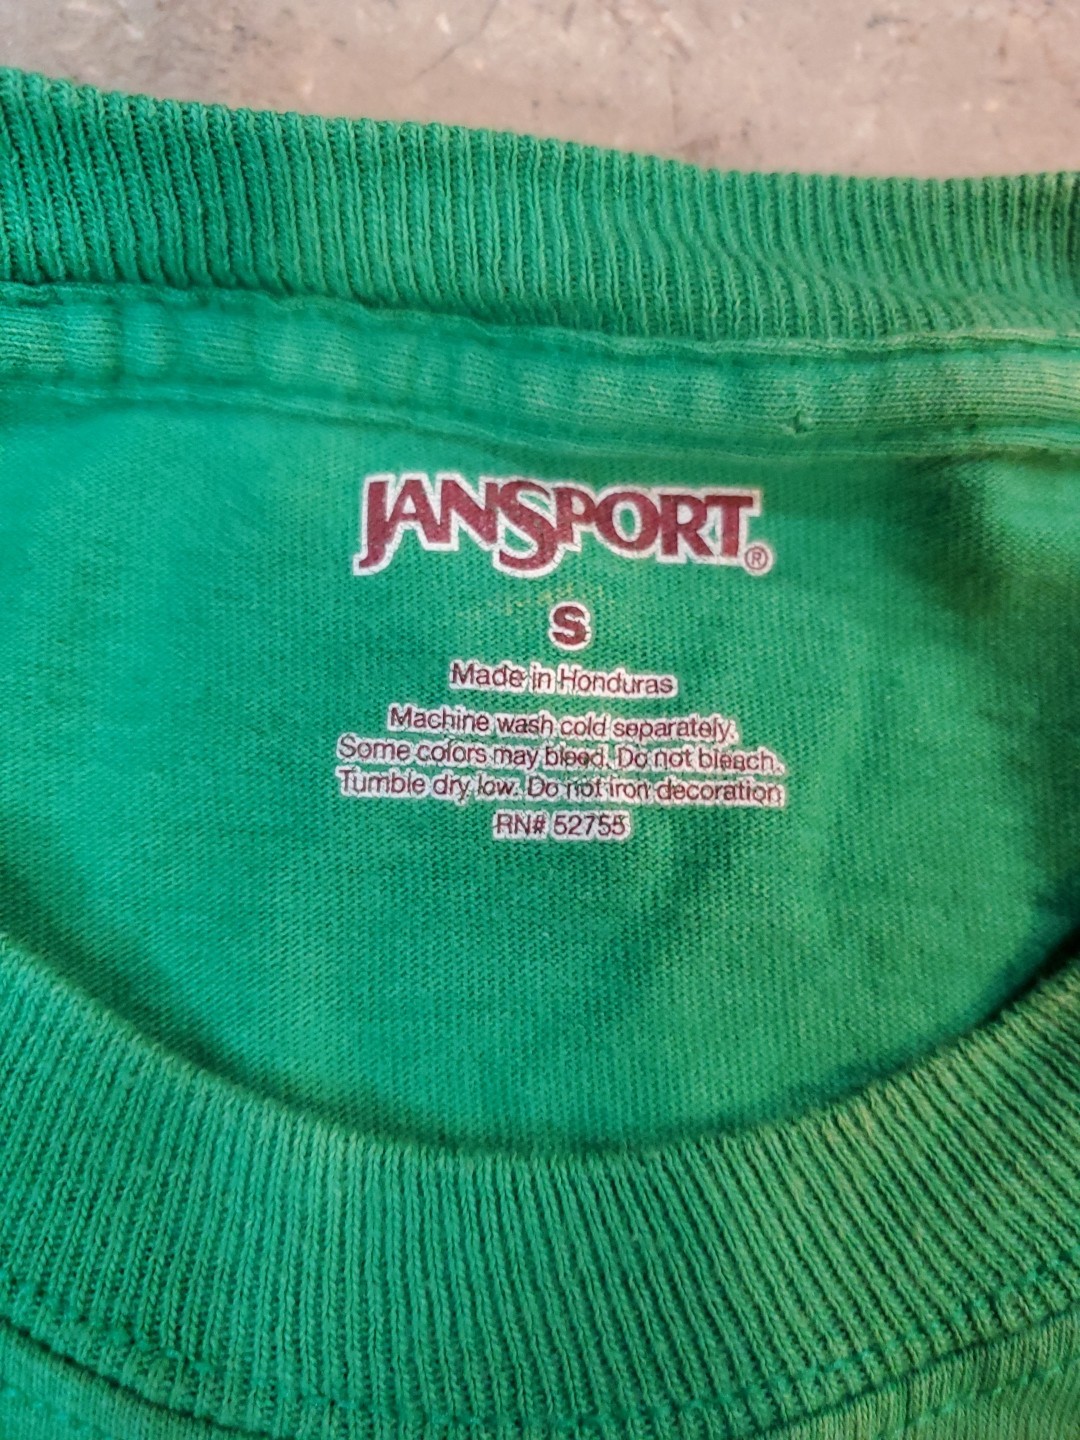 JANSPORT®
S
Made in Honduras
Machine wash cold separately.
Some colors may bleed. Do not bleach.
Tumble dry low. Do not iron decoration
RN# 52755